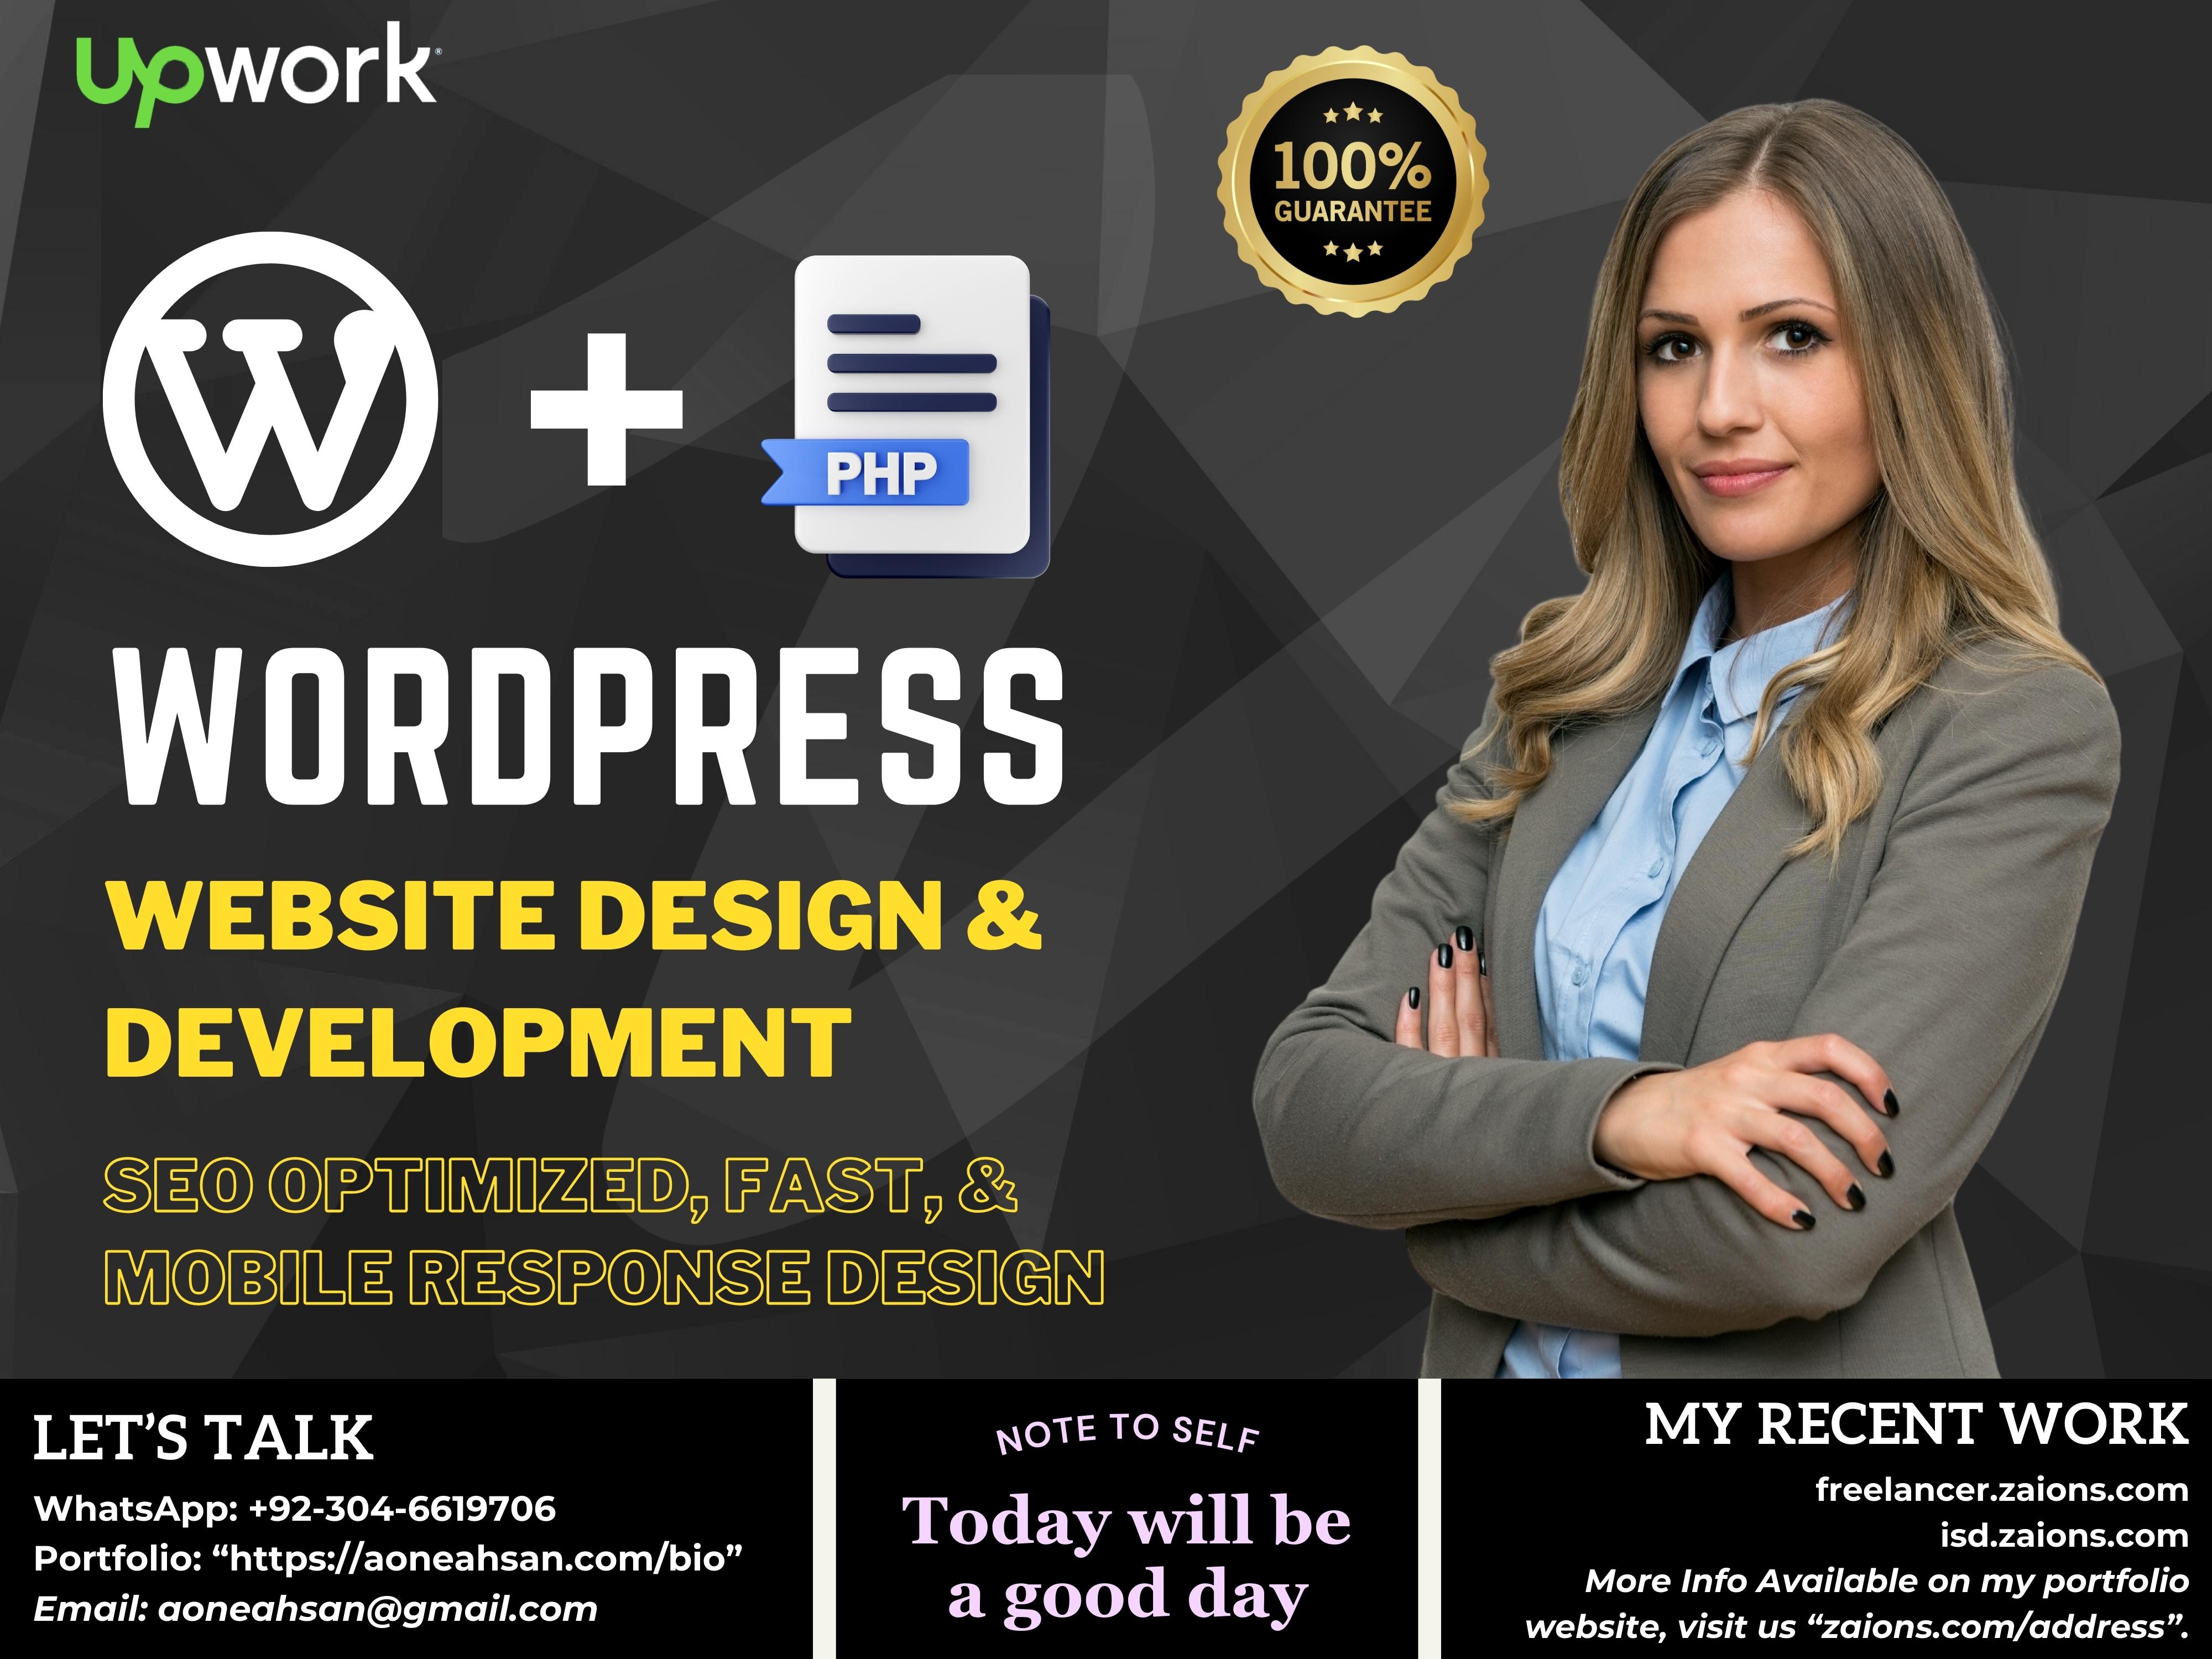 upwork®
100%
GUARANTEE
W
PHP
WORDPRESS
WEBSITE DESIGN &
DEVELOPMENT
SEO OPTIMIZED, FAST, &
MOBILE RESPONSE DESIGN
LET'S TALK
WhatsApp: +92-304-6619706
Portfolio: “https://aoneahsan.com/bio”
Email: aoneahsan@gmail.com
NOTE TO SELF
Today will be
a good day
MY RECENT WORK
freelancer.zaions.com
isd.zaions.com
More Info Available on my portfolio
website, visit us “zaions.com/address”.